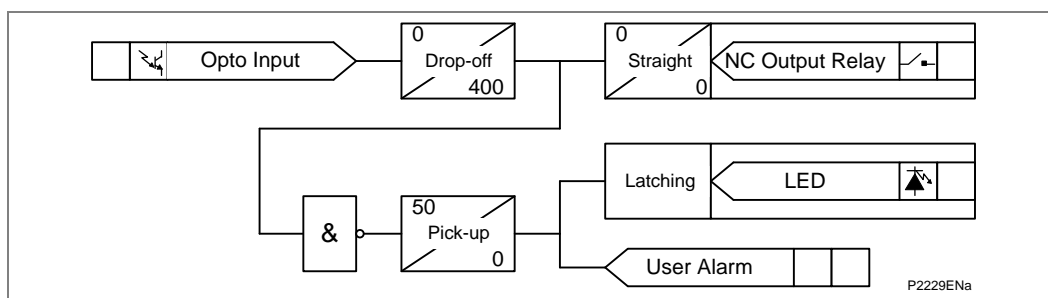 Opto Input
0
Drop-off
400
0
Straight
0
NC Output Relay
Latching
LED
&
50
Pick-up
0
User Alarm
P2229ENa